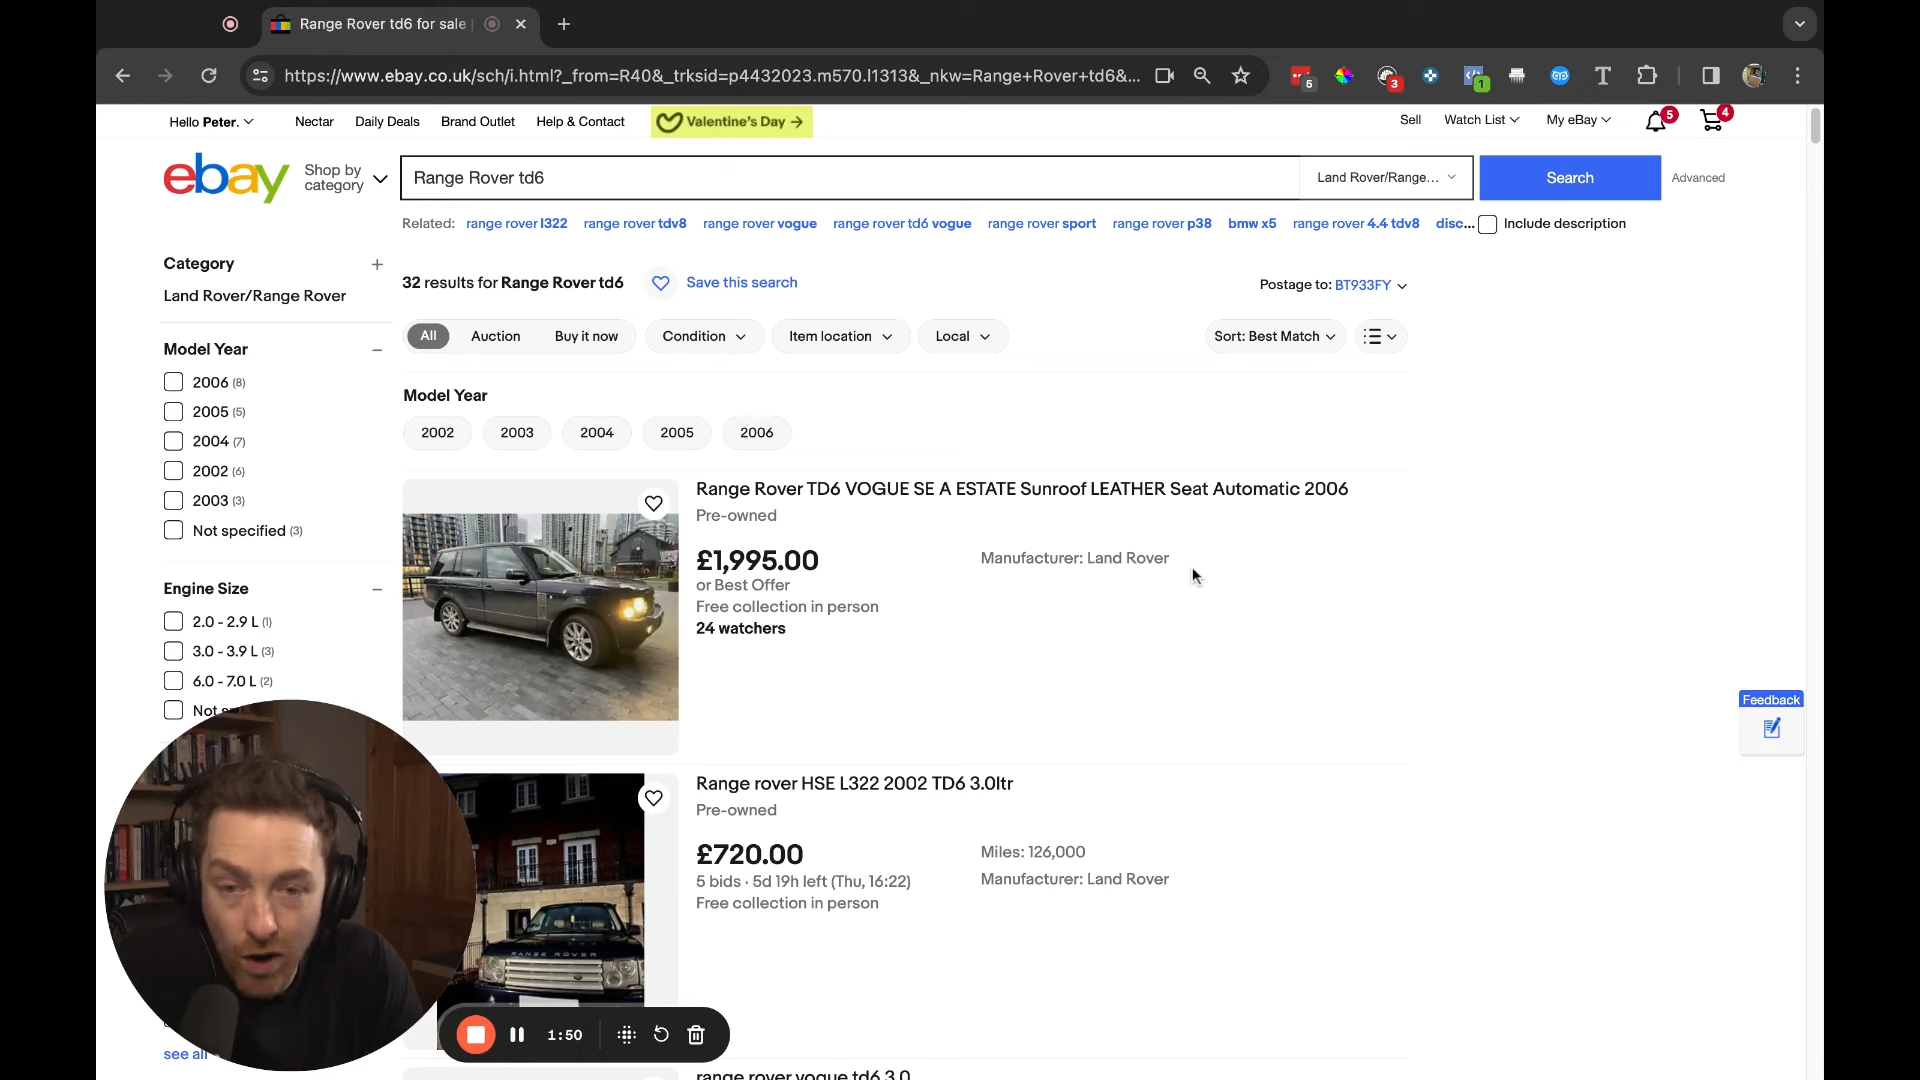 Range Rover td6 for sale
https://www.ebay.co.uk/sch/i.html?_from=R40&_trksid=p4432023.m570.l1313&_nkw=Range+Rover+td6&...
5
3
1
Hello Peter.
Nectar
Daily Deals
Brand Outlet
Help & Contact
Valentine's Day →
Sell
Watch List
My eBay
5
4
ebay
Shop by
category
Range Rover td6
Land Rover/Range...
Search
Advanced
Related: range rover l322 range rover tdv8 range rover vogue range rover td6 vogue range rover sport range rover p38 bmw x5 range rover 4.4 tdv8 disc...
Include description
Category
Land Rover/Range Rover
Model Year
2006 (8)
2005 (5)
2004 (7)
2002 (6)
2003 (3)
Not specified (3)
Engine Size
2.0 - 2.9 L (1)
3.0 - 3.9 L (3)
6.0 - 7.0 L (2)
see all
32 results for Range Rover td6
Save this search
Postage to: BT933FY
All
Auction
Buy it now
Condition
Item location
Local
Sort: Best Match
Model Year
2002
2003
2004
2005
2006
Range Rover TD6 VOGUE SE A ESTATE Sunroof LEATHER Seat Automatic 2006
Pre-owned
£1,995.00
or Best Offer
Free collection in person
24 watchers
Manufacturer: Land Rover
Feedback
Range rover HSE L322 2002 TD6 3.0ltr
Pre-owned
£720.00
5 bids · 5d 19h left (Thu, 16:22)
Free collection in person
Miles: 126,000
Manufacturer: Land Rover
RANGE ROVER
1:50
range rover vogue td6 3.0